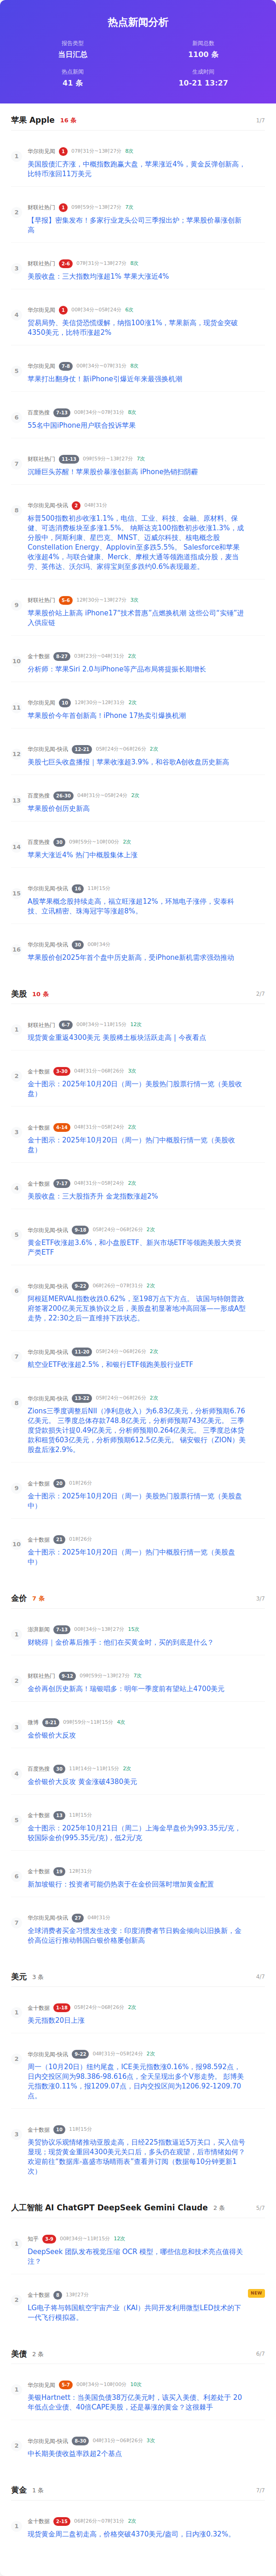 热点新闻分析
报告类型
新闻总数
当日汇总
1100 条
热点新闻
生成时间
41 条
10-21 13:27
苹果 Apple 16 条 1/7
1
华尔街见闻 1 07时31分~13时27分 8次
美国股债汇齐涨，中概指数跑赢大盘，苹果涨近4%，黄金反弹创新高，
比特币涨回11万美元
2
财联社热门 1 00时59分~13时27分 7次
【早报】密集发布！多家行业龙头公司三季报出炉；苹果股价暴涨创新
高
3
财联社热门 2-6 07时31分~13时27分 8次
美股收盘：三大指数均涨超1% 苹果大涨近4%
4
华尔街见闻 1 00时34分~05时24分 6次
贸易局势、美信贷恐慌缓解，纳指涨100涨1%，苹果新高，现货金突破
4350美元，比特币涨超2%
5
华尔街见闻 7-8 00时34分~07时31分 8次
苹果打出翻身仗！新iPhone引爆近年来最强换机潮
6
百度热搜 7-13 00时34分~07时31分 8次
55名中国iPhone用户联合投诉苹果
7
财联社热门 11-13 09时59分~13时27分 7次
沉睡巨头苏醒！苹果股价暴涨创新高 iPhone热销扫阴霾
8
华尔街见闻-快讯 2 04时31分
标普500指数初步收涨1.1%，电信、工业、科技、金融、原材料、保
健、可选消费板块至多涨1.5%。 纳斯达克100指数初步收涨1.3%，成
分股中，阿斯利康、星巴克、MNST、迈威尔科技、核电概念股
Constellation Energy、Applovin至多跌5.5%。 Salesforce和苹果
收涨超4%，与联合健康、Merck、摩根大通等领跑道指成分股，麦当
劳、英伟达、沃尔玛、家得宝则至多跌约0.6%表现最差。
9
财联社热门 5-6 12时30分~13时27分 3次
苹果股价站上新高 iPhone17“技术普惠”点燃换机潮 这些公司“实锤”进
入供应链
10
金十数据 8-27 03时23分~04时31分 2次
分析师：苹果Siri 2.0与iPhone等产品布局将提振长期增长
11
华尔街见闻 10 12时30分~12时31分 2次
苹果股价今年首创新高！iPhone 17热卖引爆换机潮
12
华尔街见闻-快讯 12-21 05时24分~06时26分 2次
美股七巨头收盘播报｜苹果收涨超3.9%，和谷歌A创收盘历史新高
13
百度热搜 26-30 04时31分~05时24分 2次
苹果股价创历史新高
14
百度热搜 30 09时59分~10时00分 2次
苹果大涨近4% 热门中概股集体上涨
15
华尔街见闻-快讯 16 11时15分
A股苹果概念股持续走高，福立旺涨超12%，环旭电子涨停，安泰科
技、立讯精密、珠海冠宇等涨超8%。
16
华尔街见闻-快讯 30 00时34分
苹果股价创2025年首个盘中历史新高，受iPhone新机需求强劲推动
美股 10 条 2/7
1
财联社热门 6-7 00时34分~11时15分 12次
现货黄金重返4300美元 美股稀土板块活跃走高｜今夜看点
2
金十数据 3-30 04时31分~06时26分 3次
金十图示：2025年10月20日（周一）美股热门股票行情一览（美股收
盘）
3
金十数据 4-14 04时31分~05时24分 2次
金十图示：2025年10月20日（周一）热门中概股行情一览（美股收
盘）
4
金十数据 7-17 04时31分~05时24分 2次
美股收盘：三大股指齐升 金龙指数涨超2%
5
华尔街见闻-快讯 9-18 05时24分~06时26分 2次
黄金ETF收涨超3.6%，和小盘股ETF、新兴市场ETF等领跑美股大类资
产类ETF
6
华尔街见闻-快讯 9-22 06时26分~07时31分 2次
阿根廷MERVAL指数收跌0.62%，至198万点下方点。 该国与特朗普政
府签署200亿美元互换协议之后，美股盘初显著地冲高回落——形成A型
走势，22:30之后一直维持下跌状态。
7
华尔街见闻-快讯 11-20 05时24分~06时26分 2次
航空业ETF收涨超2.5%，和银行ETF领跑美股行业ETF
8
华尔街见闻-快讯 13-22 05时24分~06时26分 2次
Zions三季度调整后NII（净利息收入）为6.83亿美元，分析师预期6.76
亿美元。 三季度总体存款748.8亿美元，分析师预期743亿美元。 三季
度贷款损失计提0.49亿美元，分析师预期0.264亿美元。 三季度总体贷
款和租赁603亿美元，分析师预期612.5亿美元。 锡安银行（ZION）美
股盘后涨2.9%。
9
金十数据 20 01时26分
金十图示：2025年10月20日（周一）美股热门股票行情一览（美股盘
中）
10
金十数据 21 01时26分
金十图示：2025年10月20日（周一）热门中概股行情一览（美股盘
中）
金价 7 条 3/7
1
澎湃新闻 7-13 00时34分~13时27分 15次
财晓得｜金价幕后推手：他们在买黄金时，买的到底是什么？
2
财联社热门 9-12 09时59分~13时27分 7次
金价再创历史新高！瑞银唱多：明年一季度前有望站上4700美元
3
微博 8-21 09时59分~11时15分 4次
金价银价大反攻
4
百度热搜 30 11时14分~11时15分 2次
金价银价大反攻 黄金涨破4380美元
5
金十数据 13 11时15分
金十图示：2025年10月21日（周二）上海金早盘价为993.35元/克，
较国际金价(995.35元/克)，低2元/克
6
金十数据 19 12时31分
新加坡银行：投资者可能仍热衷于在金价回落时增加黄金配置
7
华尔街见闻-快讯 27 04时31分
全球消费者买金习惯发生改变：印度消费者节日购金倾向以旧换新，金
价高位运行推动韩国白银价格屡创新高
美元 3 条 4/7
1
金十数据 1-18 05时24分~06时26分 2次
美元指数20日上涨
2
华尔街见闻-快讯 9-22 04时31分~05时24分 2次
周一（10月20日）纽约尾盘，ICE美元指数涨0.16%，报98.592点，
日内交投区间为98.386-98.616点，全天呈现出多个V形走势。 彭博美
元指数涨0.11%，报1209.07点，日内交投区间为1206.92-1209.70
点。
3
金十数据 10 11时15分
美贸协议乐观情绪推动亚股走高，日经225指数逼近5万关口，买入信号
显现；现货黄金重回4300美元关口后，多头仍在观望，后市情绪如何？
欢迎前往“数据库-嘉盛市场晴雨表”查看并订阅（数据每10分钟更新1
次）
人工智能 AI ChatGPT DeepSeek Gemini Claude 2 条 5/7
1
知乎 3-9 00时34分~11时15分 12次
DeepSeek 团队发布视觉压缩 OCR 模型，哪些信息和技术亮点值得关
注？
2
金十数据 8 13时27分 NEW
LG电子将与韩国航空宇宙产业（KAI）共同开发利用微型LED技术的下
一代飞行模拟器。
美债 2 条 6/7
1
华尔街见闻 5-7 00时34分~10时00分 10次
美银Hartnett：当美国负债38万亿美元时，该买入美债、利差处于 20
年低点企业债、40倍CAPE美股，还是暴涨的黄金？这很棘手
2
华尔街见闻-快讯 8-30 04时31分~06时26分 3次
中长期美债收益率跌超2个基点
黄金 1 条 7/7
1
金十数据 2-15 06时26分~07时31分 2次
现货黄金周二盘初走高，价格突破4370美元/盎司，日内涨0.32%。